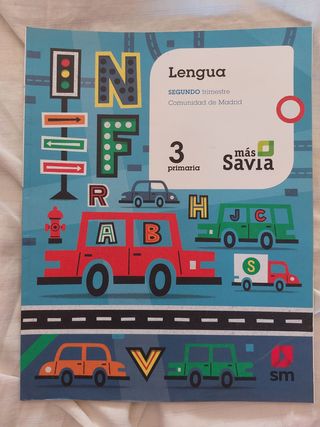 N
F
R
A B
H
J C
S
V
Lengua
SEGUNDO trimestre
Comunidad de Madrid
3
primaria
más
Savia
sm